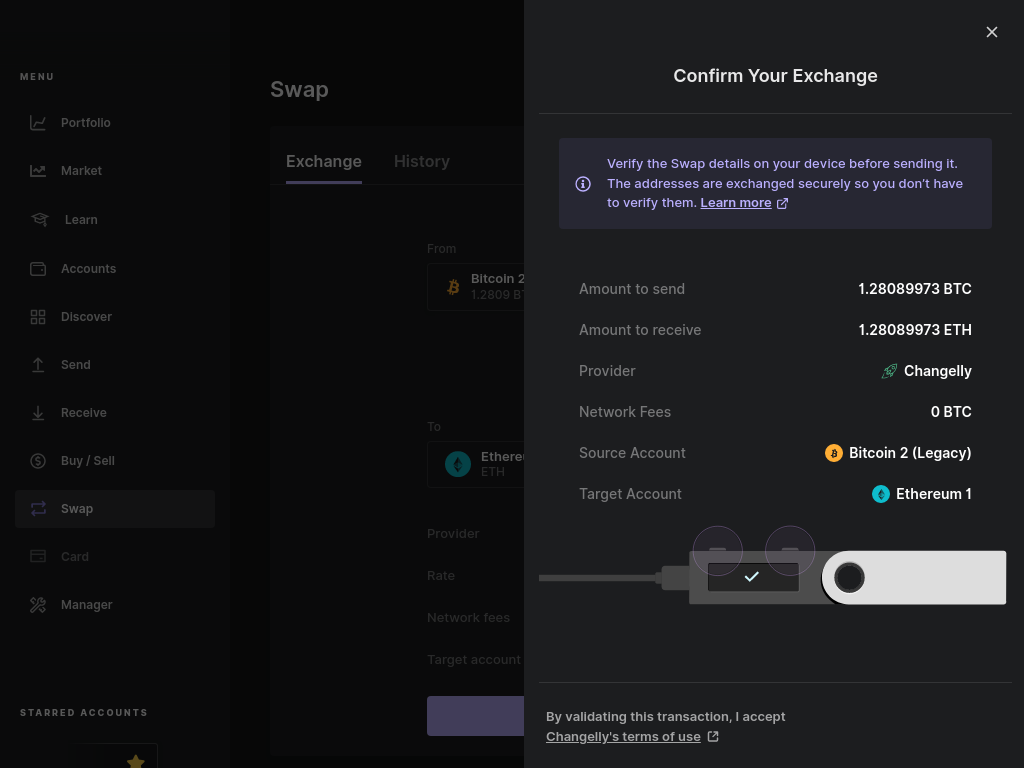 MENU
Portfolio
Market
Learn
Accounts
Discover
Send
Receive
Buy / Sell
Swap
Card
Manager
STARRED ACCOUNTS
Swap
Exchange
History
From
Bitcoin 2
1.2809
To
ETH
Provider
Rate
Network fees
Target account
Confirm Your Exchange
Verify the Swap details on your device before sending it.
The addresses are exchanged securely so you don't have
to verify them. Learn more
Amount to send 1.28089973 BTC
Amount to receive 1.28089973 ETH
Provider Changelly
Network Fees 0 BTC
Source Account Bitcoin 2 (Legacy)
Target Account Ethereum 1
By validating this transaction, I accept
Changelly's terms of use